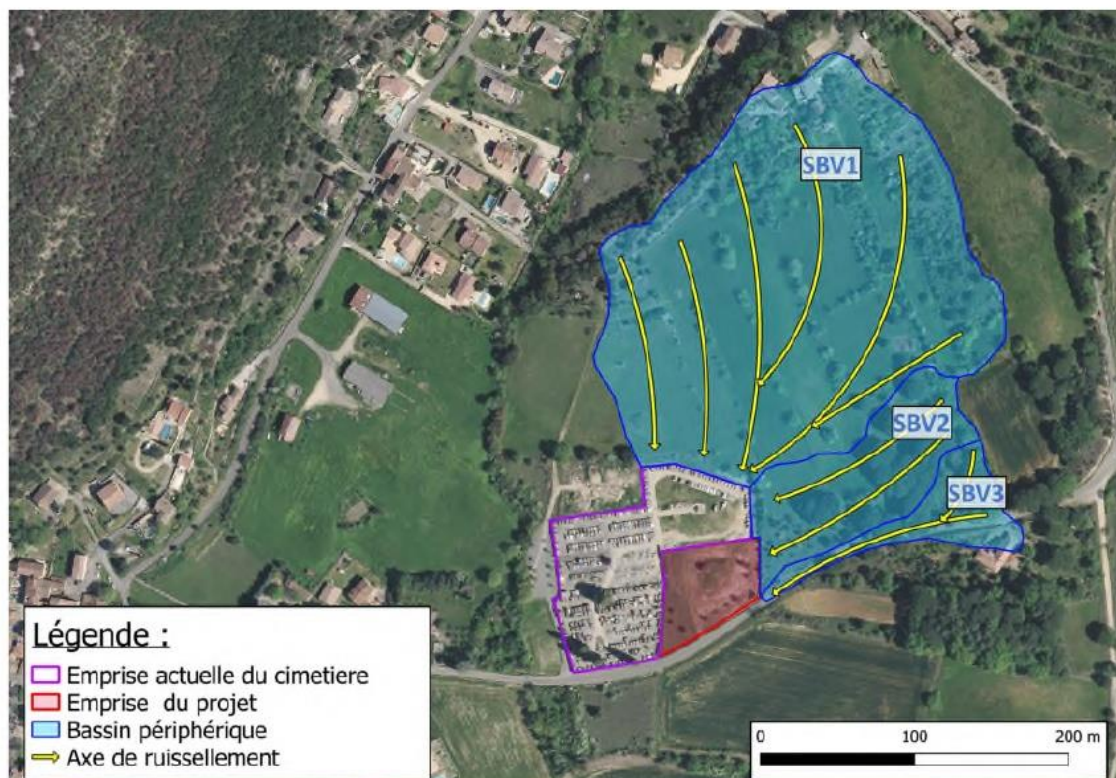 SBV1
SBV2
SBV3
Légende :
Emprise actuelle du cimetiere
Emprise du projet
Bassin périphérique
Axe de ruissellement
0 100 200 m